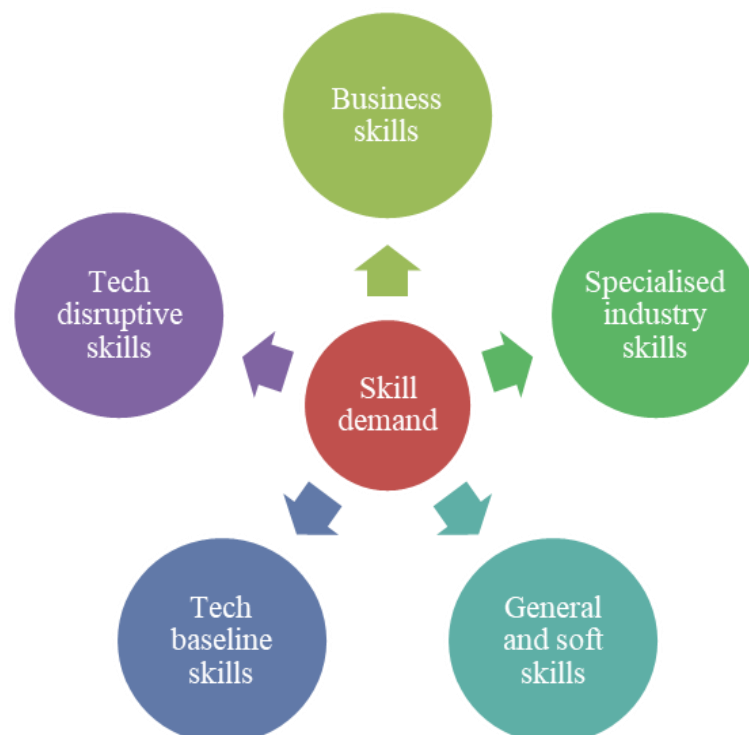 Business
skills
Tech
disruptive
skills
Specialised
industry
skills
Skill
demand
Tech
baseline
skills
General
and soft
skills